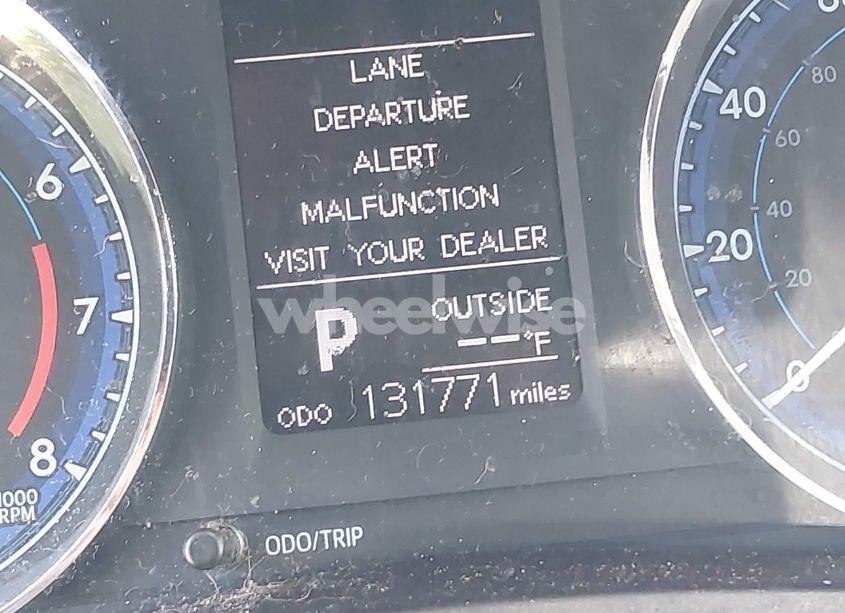 LANE
DEPARTURE
ALERT
MALFUNCTION
VISIT YOUR DEALER
P
OUTSIDE
-- °F
ODO 131771 miles
ODO/TRIP
6
7
8
1000
RPM
0
20
40
20
40
60
80
wheelwise